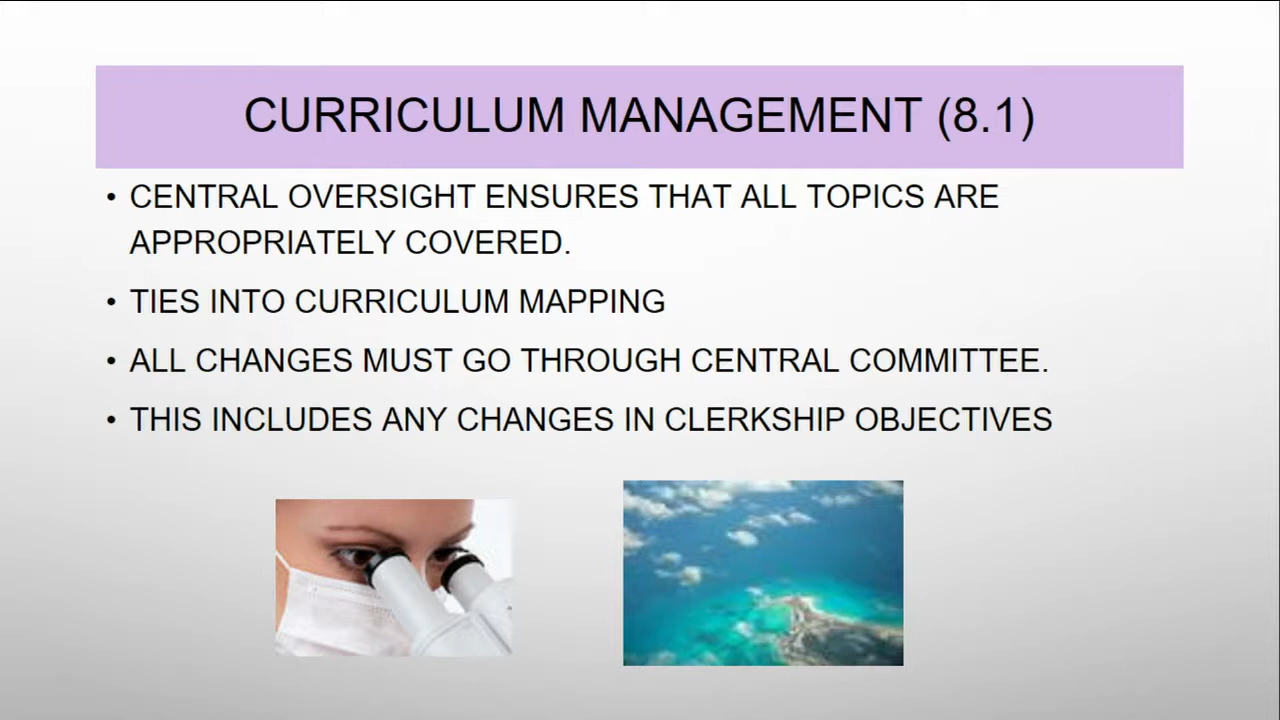 CURRICULUM MANAGEMENT (8.1)
• CENTRAL OVERSIGHT ENSURES THAT ALL TOPICS ARE
APPROPRIATELY COVERED.
• TIES INTO CURRICULUM MAPPING
• ALL CHANGES MUST GO THROUGH CENTRAL COMMITTEE.
• THIS INCLUDES ANY CHANGES IN CLERKSHIP OBJECTIVES